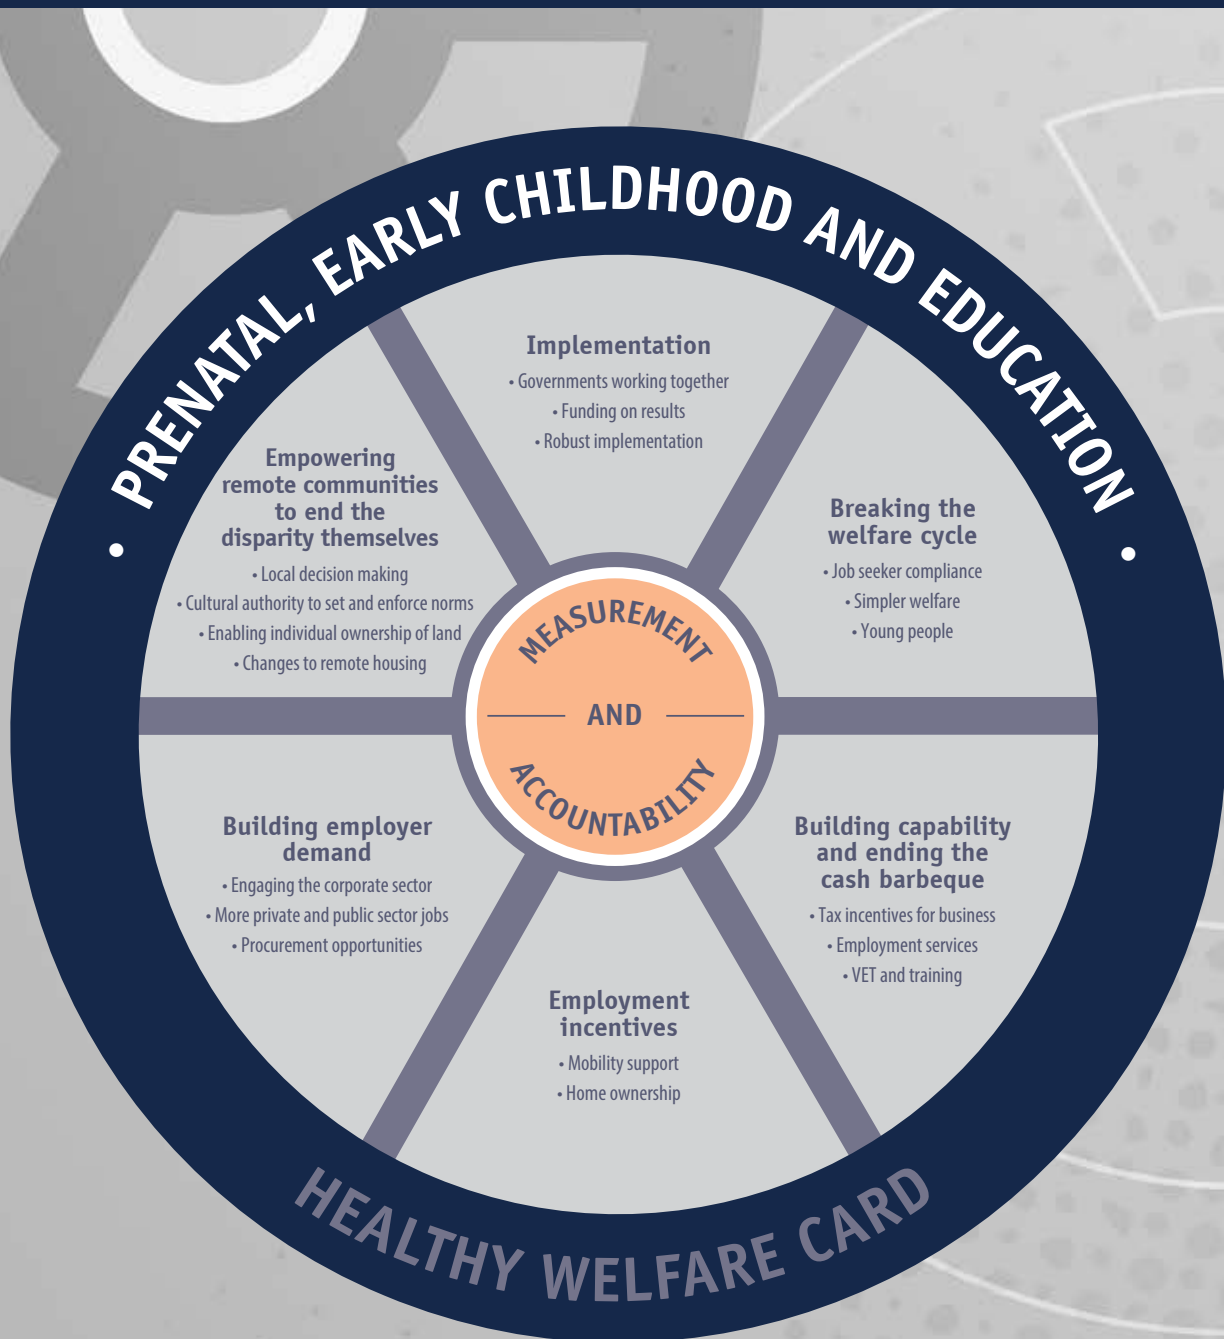 • PRENATAL, EARLY CHILDHOOD AND EDUCATION •
Implementation
• Governments working together
• Funding on results
• Robust implementation
Breaking the
welfare cycle
• Job seeker compliance
• Simpler welfare
• Young people
Building capability
and ending the
cash barbeque
• Tax incentives for business
• Employment services
• VET and training
Employment
incentives
• Mobility support
• Home ownership
Building employer
demand
• Engaging the corporate sector
• More private and public sector jobs
• Procurement opportunities
Empowering
remote communities
to end the
disparity themselves
• Local decision making
• Cultural authority to set and enforce norms
• Enabling individual ownership of land
• Changes to remote housing
MEASUREMENT
AND
ACCOUNTABILITY
HEALTHY WELFARE CARD